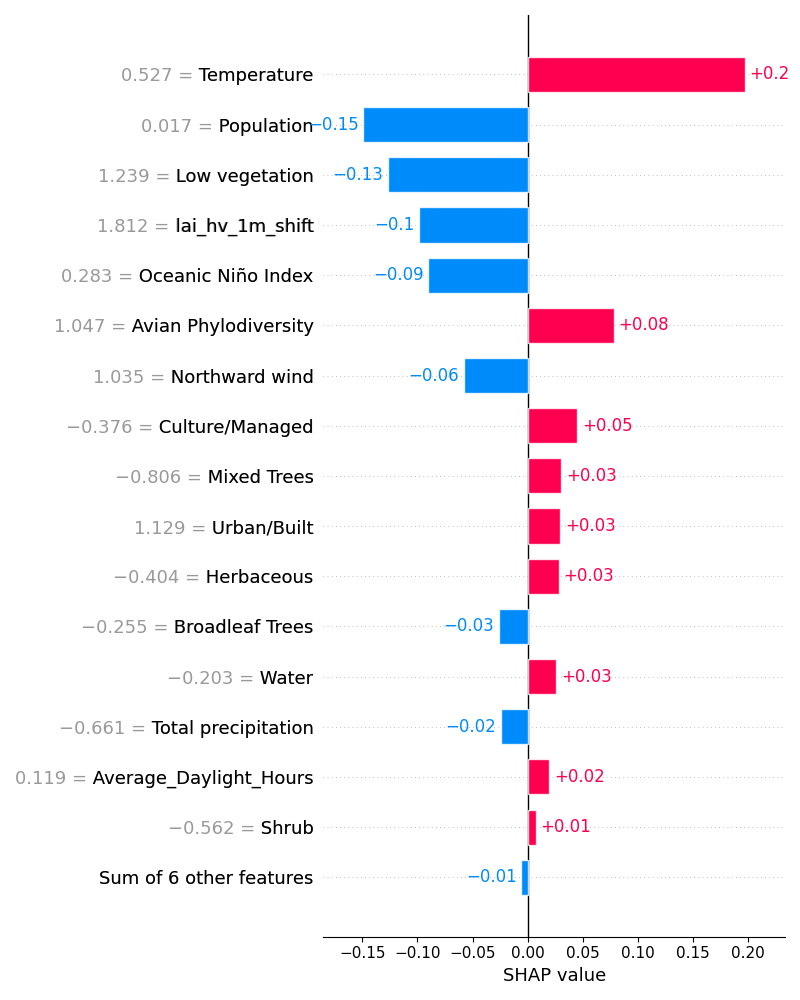 0.527 = Temperature +0.2
0.017 = Population −0.15
1.239 = Low vegetation −0.13
1.812 = lai_hv_1m_shift −0.1
0.283 = Oceanic Niño Index −0.09
1.047 = Avian Phylodiversity +0.08
1.035 = Northward wind −0.06
−0.376 = Culture/Managed +0.05
−0.806 = Mixed Trees +0.03
1.129 = Urban/Built +0.03
−0.404 = Herbaceous +0.03
−0.255 = Broadleaf Trees −0.03
−0.203 = Water +0.03
−0.661 = Total precipitation −0.02
0.119 = Average_Daylight_Hours +0.02
−0.562 = Shrub +0.01
Sum of 6 other features −0.01
−0.15 −0.10 −0.05 0.00 0.05 0.10 0.15 0.20
SHAP value